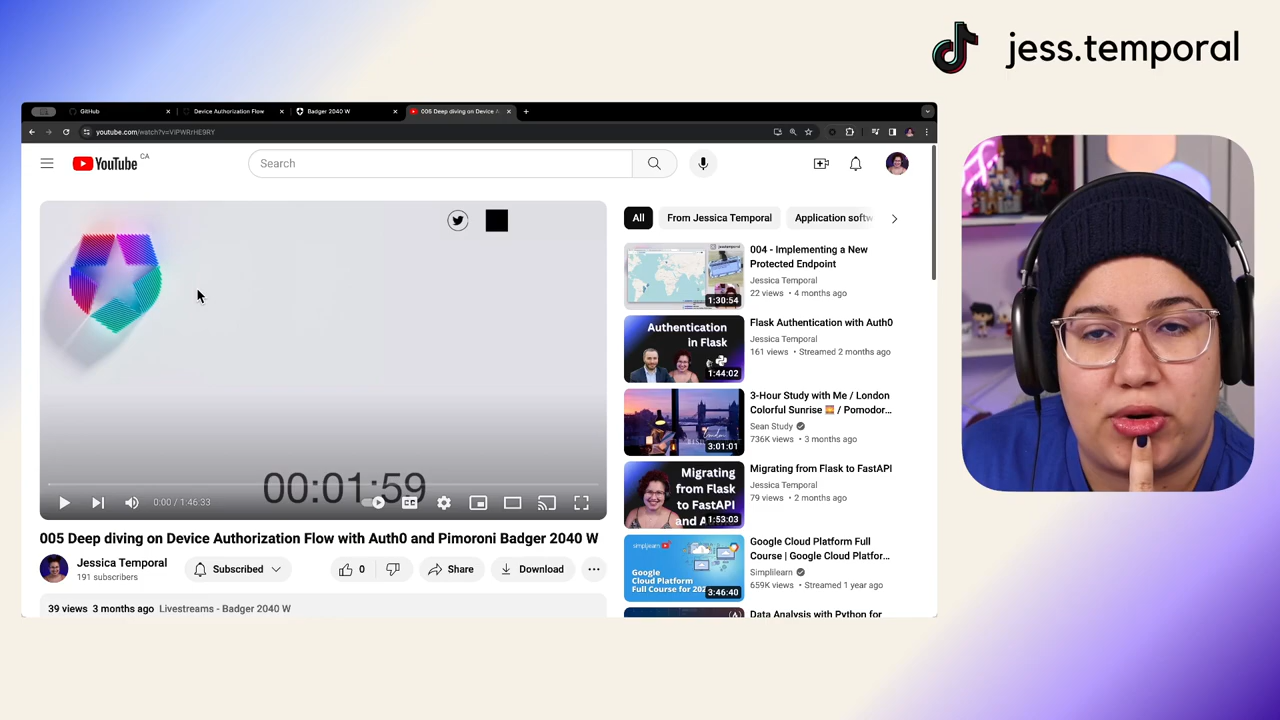 jess.temporal
GitHub
Device Authorization Flow
Badger 2040 W
005 Deep diving on Device A
youtube.com/watch?v=ViPWRrHE9RY
YouTube CA
Search
All
From Jessica Temporal
Application softw
004 - Implementing a New
Protected Endpoint
Jessica Temporal
22 views • 4 months ago
1:30:54
Authentication
in Flask
1:44:02
Flask Authentication with Auth0
Jessica Temporal
161 views • Streamed 2 months ago
3:01:01
3-Hour Study with Me / London
Colorful Sunrise 🌅 / Pomodor...
Sean Study
736K views • 3 months ago
Migrating
from Flask
to FastAPI
1:53:03
Migrating from Flask to FastAPI
Jessica Temporal
79 views • 2 months ago
simplilearn
Google
Cloud Platform
Full Course for 202
3:46:40
Google Cloud Platform Full
Course | Google Cloud Platfor...
Simplilearn
659K views • Streamed 1 year ago
Data Analysis with Python for
00:01:59
0:00 / 1:46:33
CC
005 Deep diving on Device Authorization Flow with Auth0 and Pimoroni Badger 2040 W
Jessica Temporal
191 subscribers
Subscribed
0
Share
Download
39 views 3 months ago Livestreams - Badger 2040 W